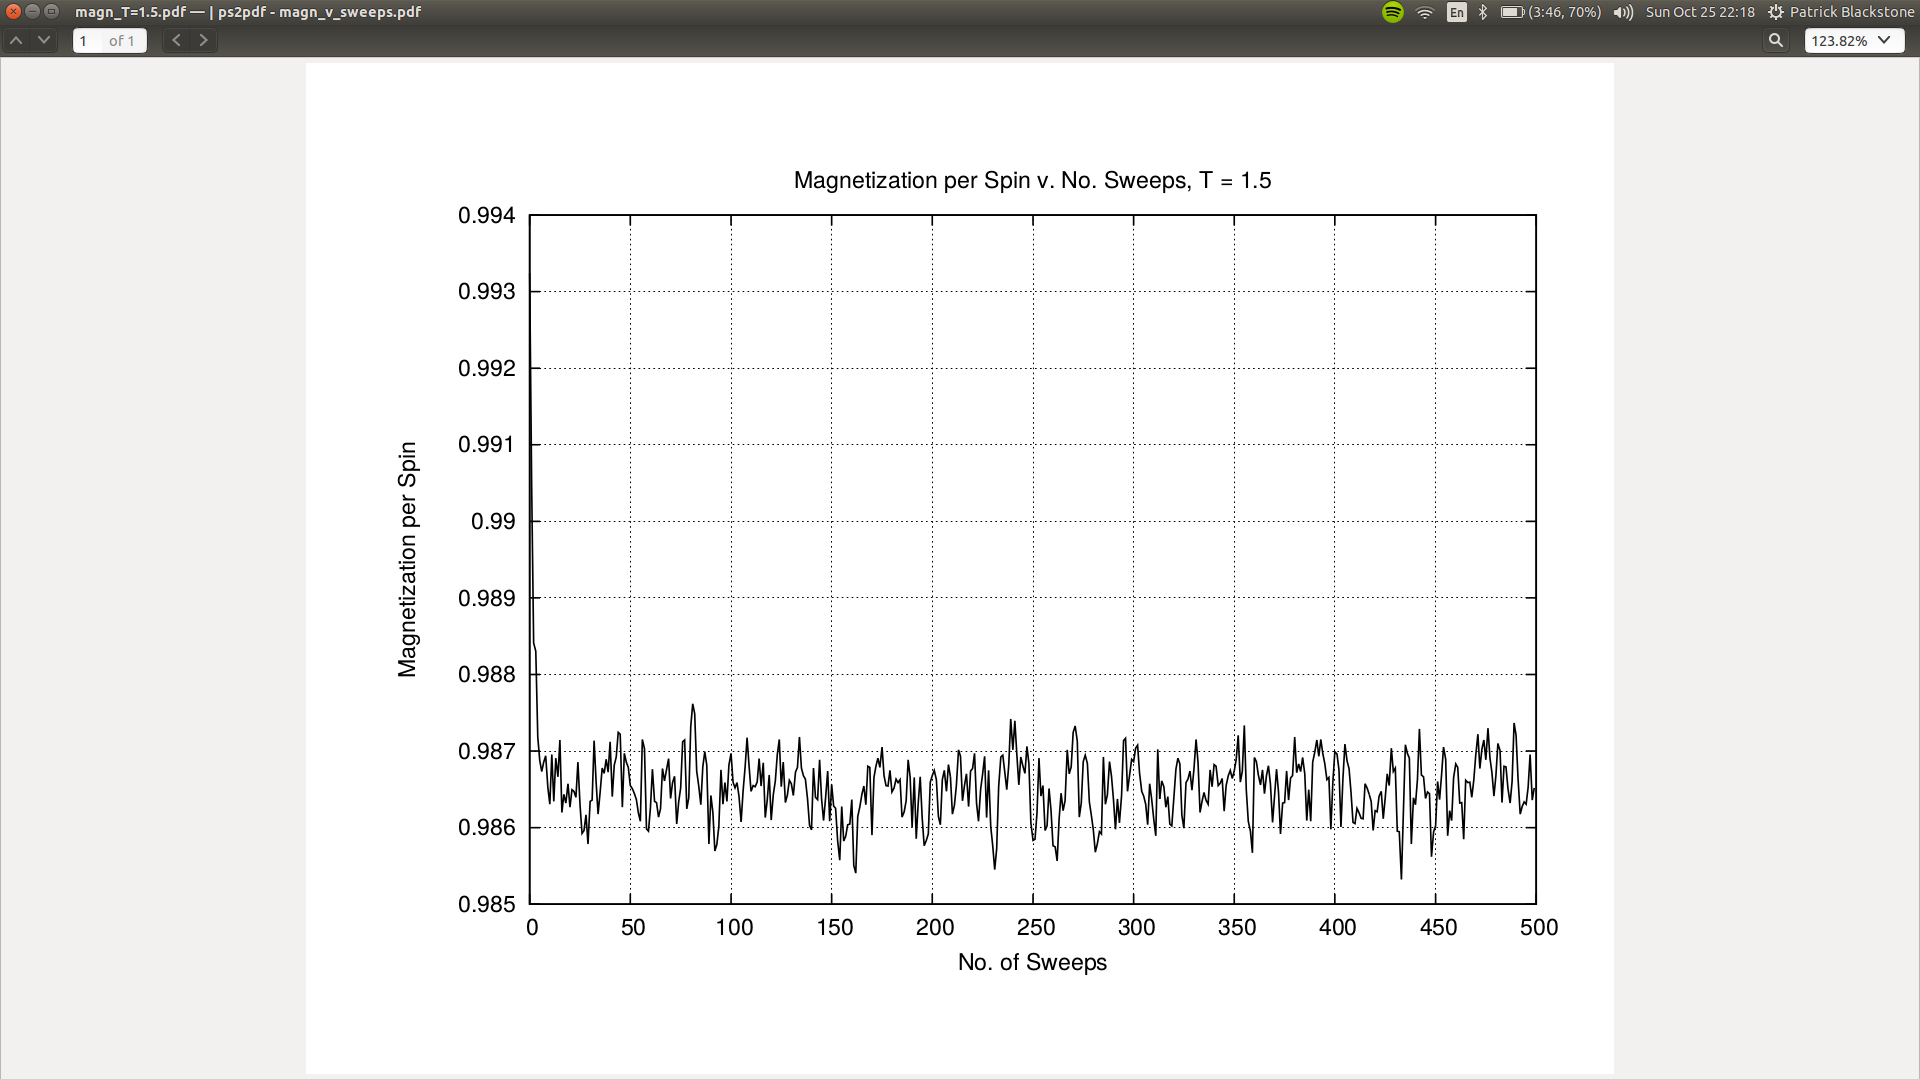 magn_T=1.5.pdf — | ps2pdf - magn_v_sweeps.pdf
En (3:46, 70%) Sun Oct 25 22:18 Patrick Blackstone
1 of 1 123.82%
Magnetization per Spin v. No. Sweeps, T = 1.5
0.994
0.993
0.992
0.991
0.99
0.989
0.988
0.987
0.986
0.985
Magnetization per Spin
0 50 100 150 200 250 300 350 400 450 500
No. of Sweeps